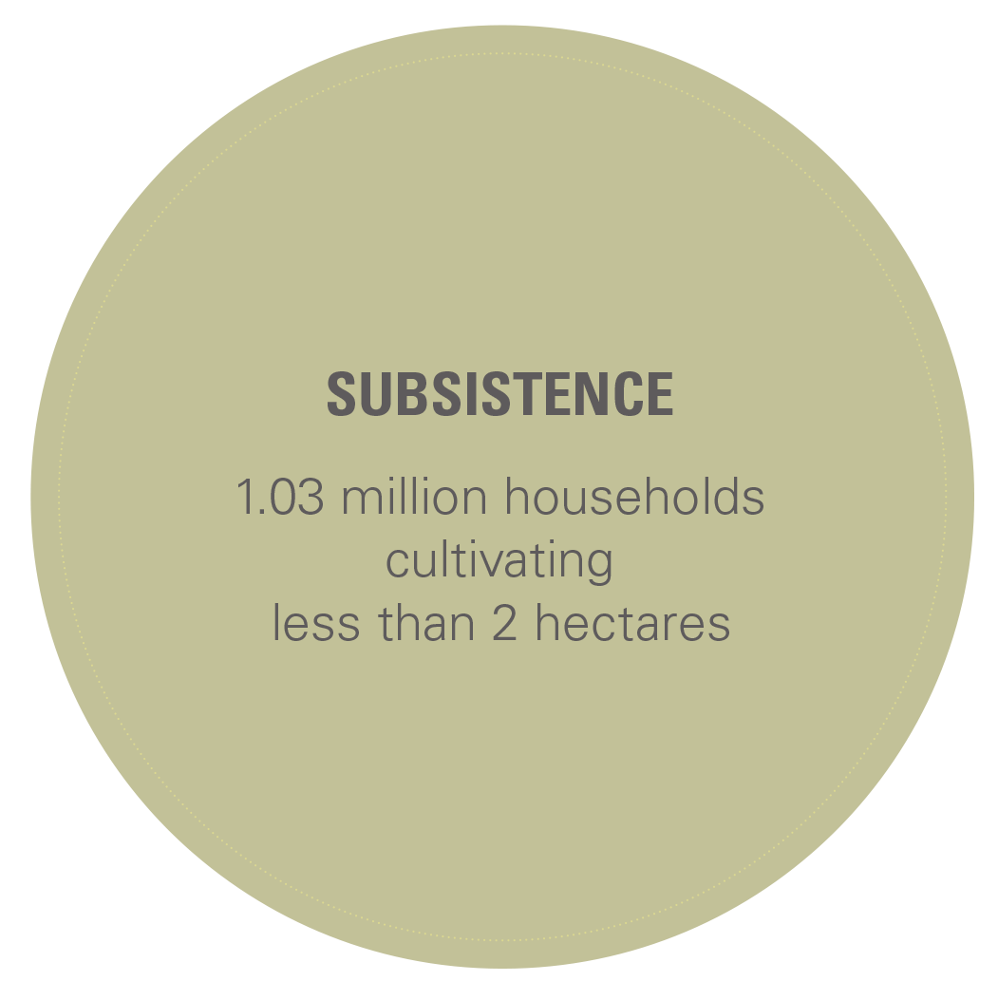 SUBSISTENCE
1.03 million households
cultivating
less than 2 hectares